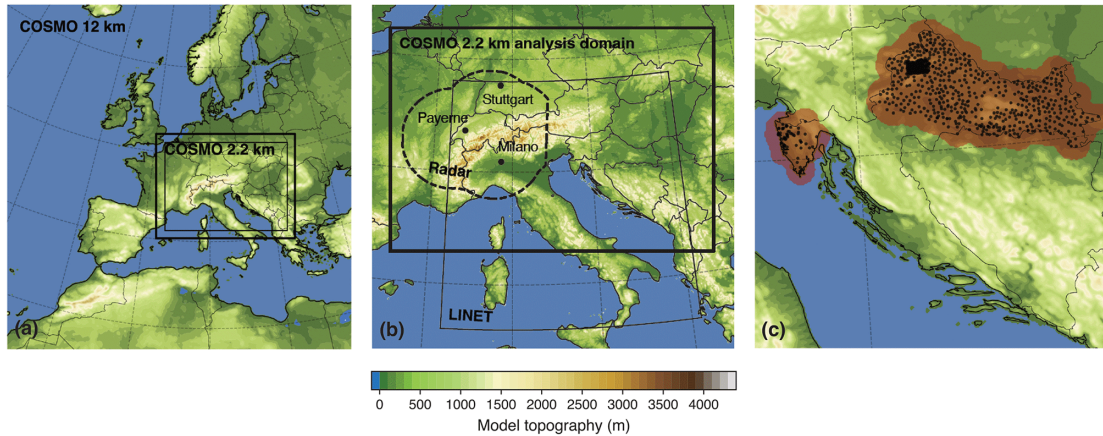 COSMO 12 km
COSMO 2.2 km
(a)
COSMO 2.2 km analysis domain
Stuttgart
Payerne
Milano
Radar
LINET
(b)
(c)
0 500 1000 1500 2000 2500 3000 3500 4000
Model topography (m)